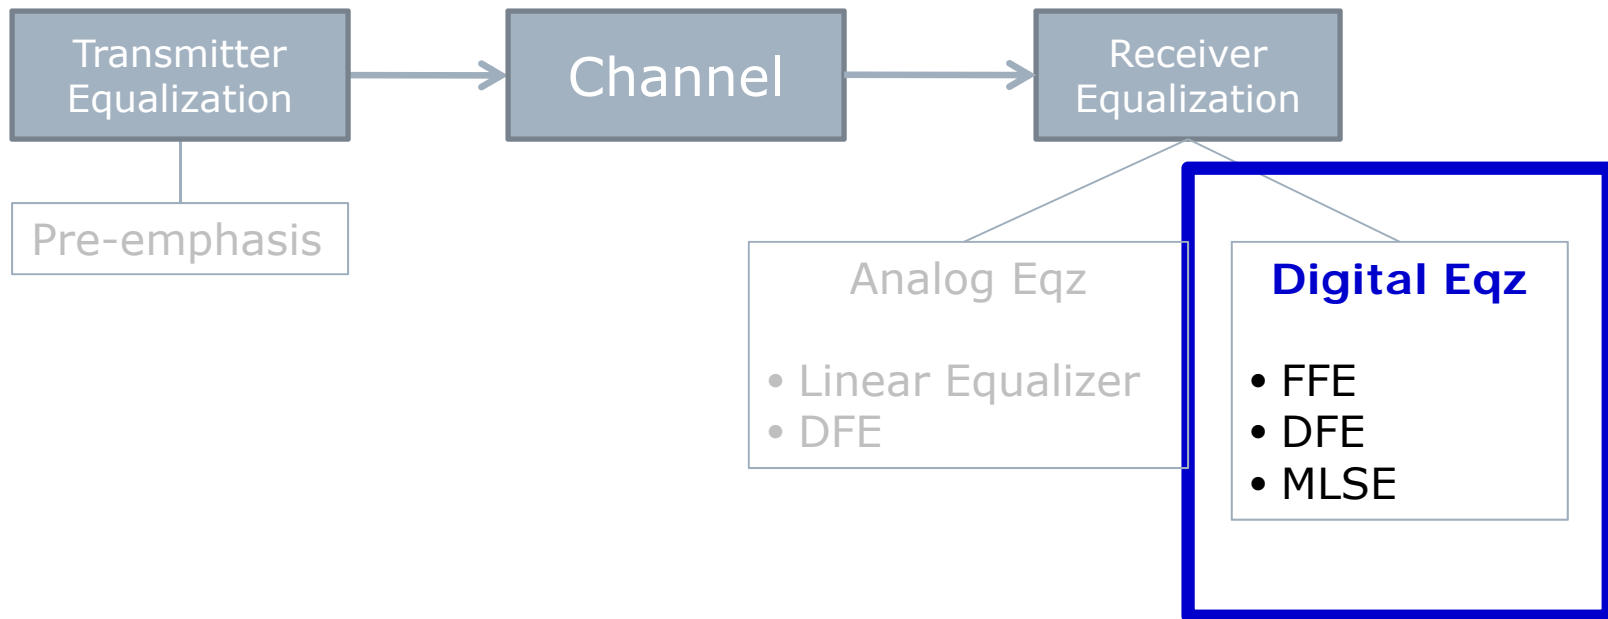 Transmitter
Equalization
Channel
Receiver
Equalization
Pre-emphasis
Analog Eqz
• Linear Equalizer
• DFE
Digital Eqz
• FFE
• DFE
• MLSE